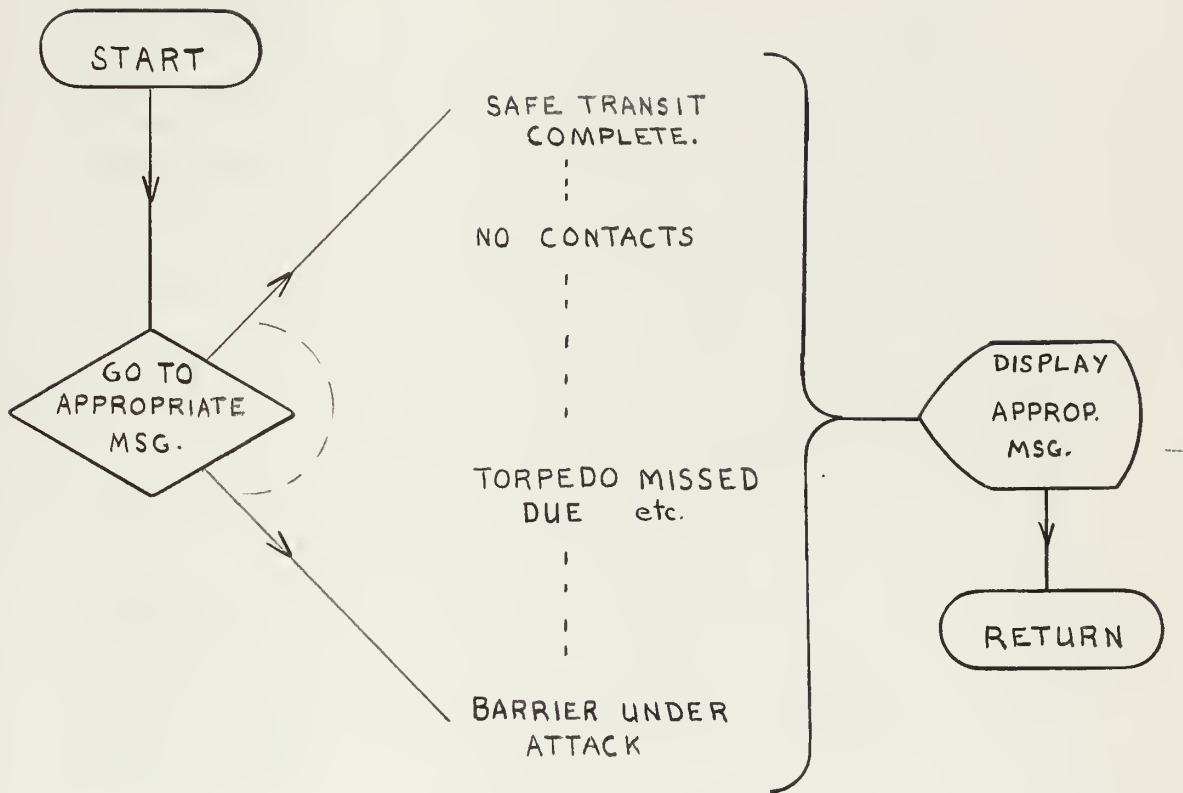 START
GO TO
APPROPRIATE
MSG.
SAFE TRANSIT
COMPLETE.
NO CONTACTS
TORPEDO MISSED
DUE etc.
BARRIER UNDER
ATTACK
DISPLAY
APPROP.
MSG.
RETURN